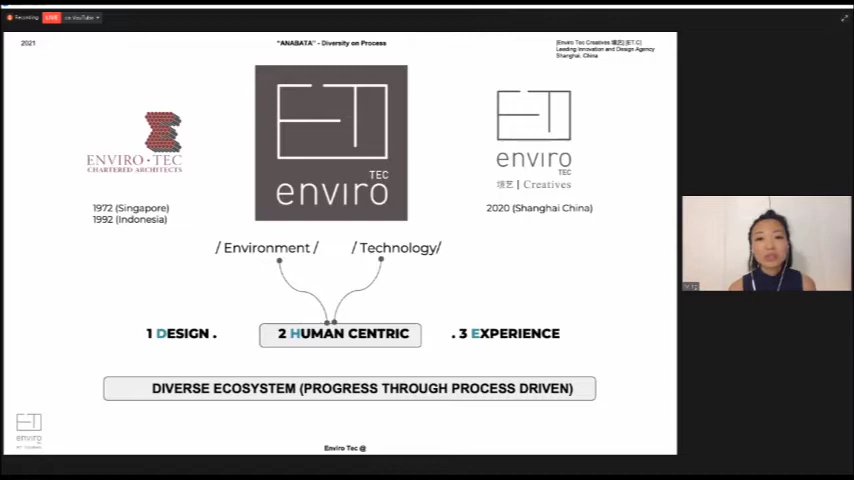 Recording
LIVE
on YouTube
2021
"ANABATA" - Diversity on Process
[Enviro Tec Creatives 境艺] [ET.C]
Leading Innovation and Design Agency
Shanghai, China
ENVIRO·TEC
CHARTERED ARCHITECTS
1972 (Singapore)
1992 (Indonesia)
ET
TEC
enviro
ET
enviro
TEC
境艺 | Creatives
2020 (Shanghai China)
/ Environment /
/ Technology/
1 DESIGN .
2 HUMAN CENTRIC
. 3 EXPERIENCE
DIVERSE ECOSYSTEM (PROGRESS THROUGH PROCESS DRIVEN)
ET
enviro
Enviro Tec @